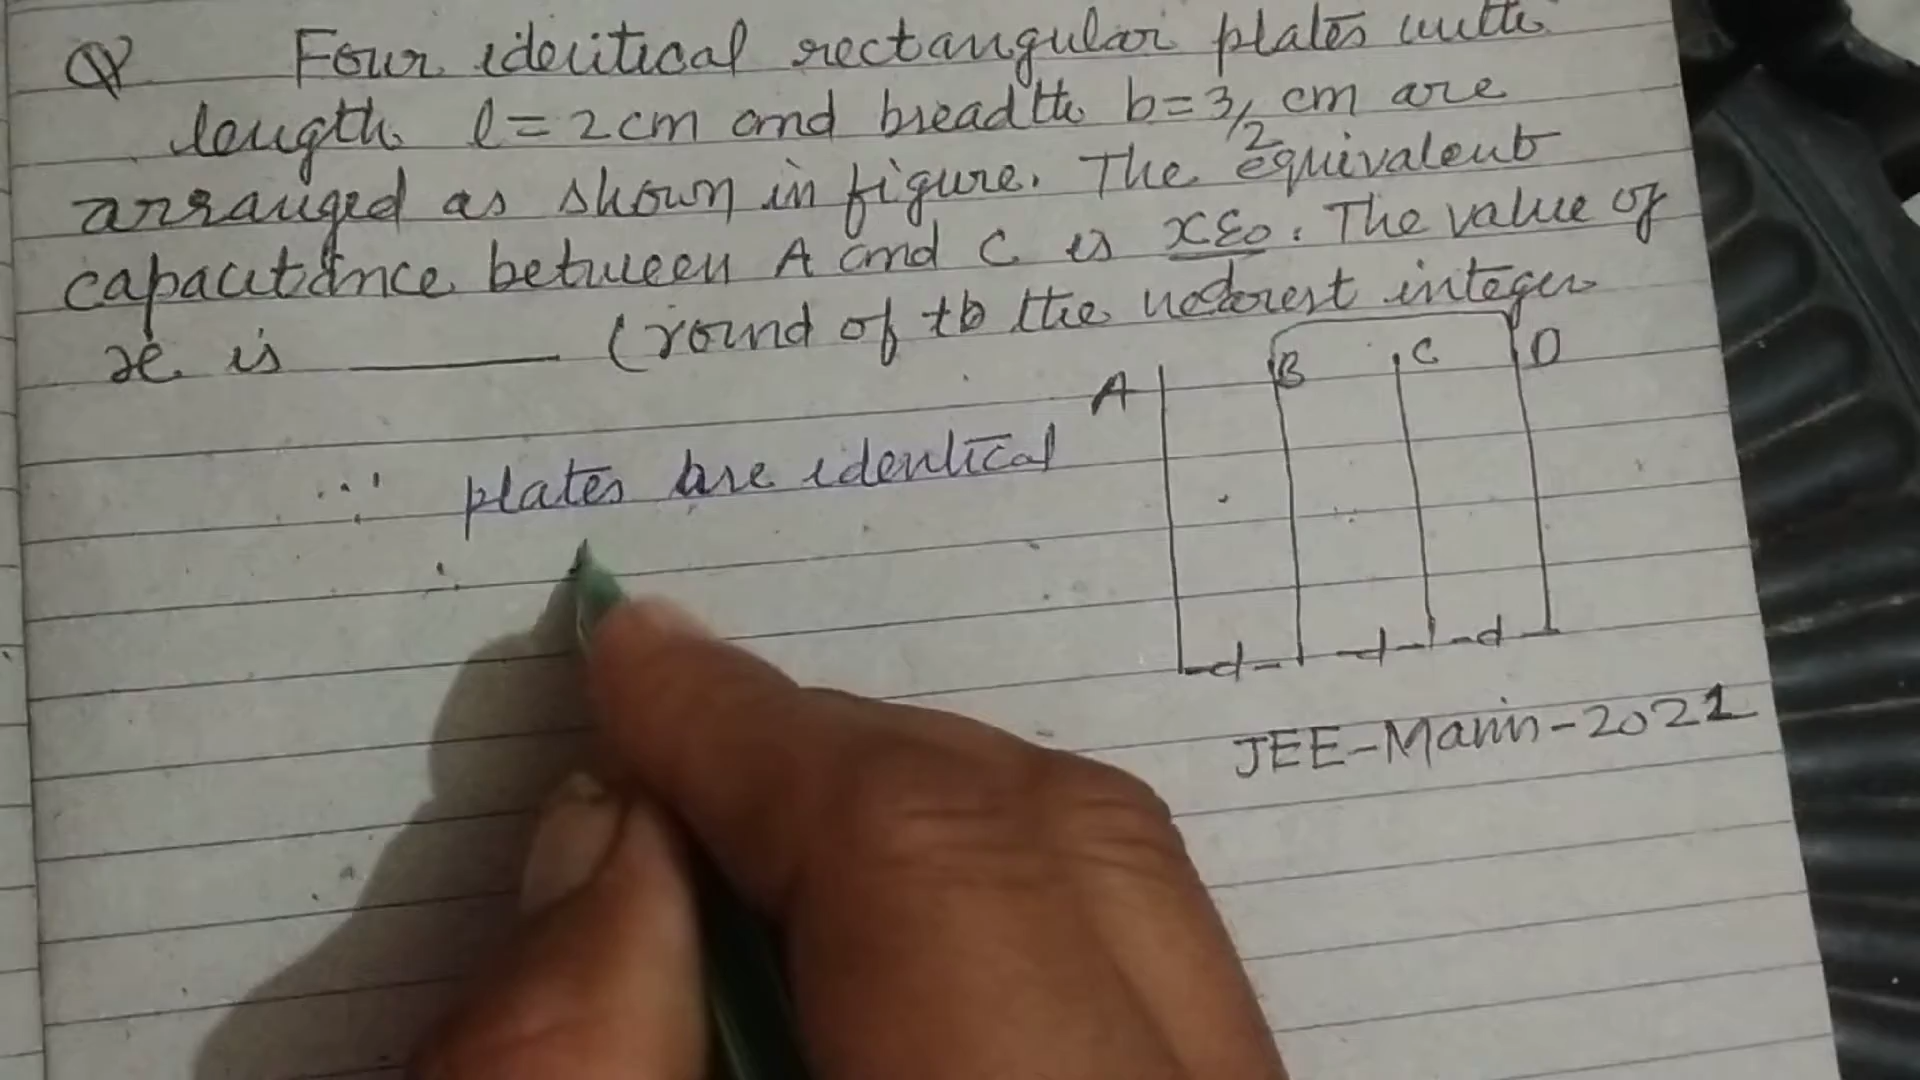 Q Four identical rectangular plates with
length l = 2 cm and breadth b = 3/2 cm are
arranged as shown in figure. The equivalent
capacitance between A and C is xε₀. The value of
x is ______ (round of to the nearest integer
A B C D
∵ plates are identical
∴
d d d
JEE-Main-2021